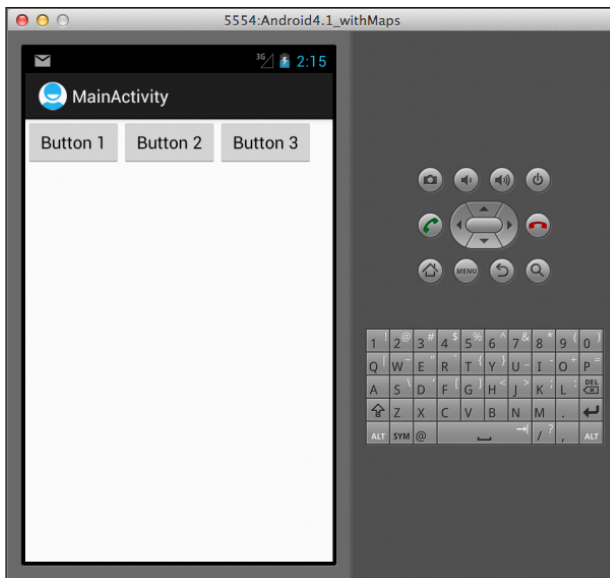 5554:Android4.1_withMaps
3G 2:15
MainActivity
Button 1 Button 2 Button 3
MENU
1 ! 2 @ 3 # 4 $ 5 % 6 ^ 7 & 8 * 9 ( 0 )
Q | W ~ E " R ` T { Y } U _ I - O + P =
A S \ D ' F [ G ] H < J > K ; L : DEL
Z X C V B N M .
ALT SYM @ / ? , ALT